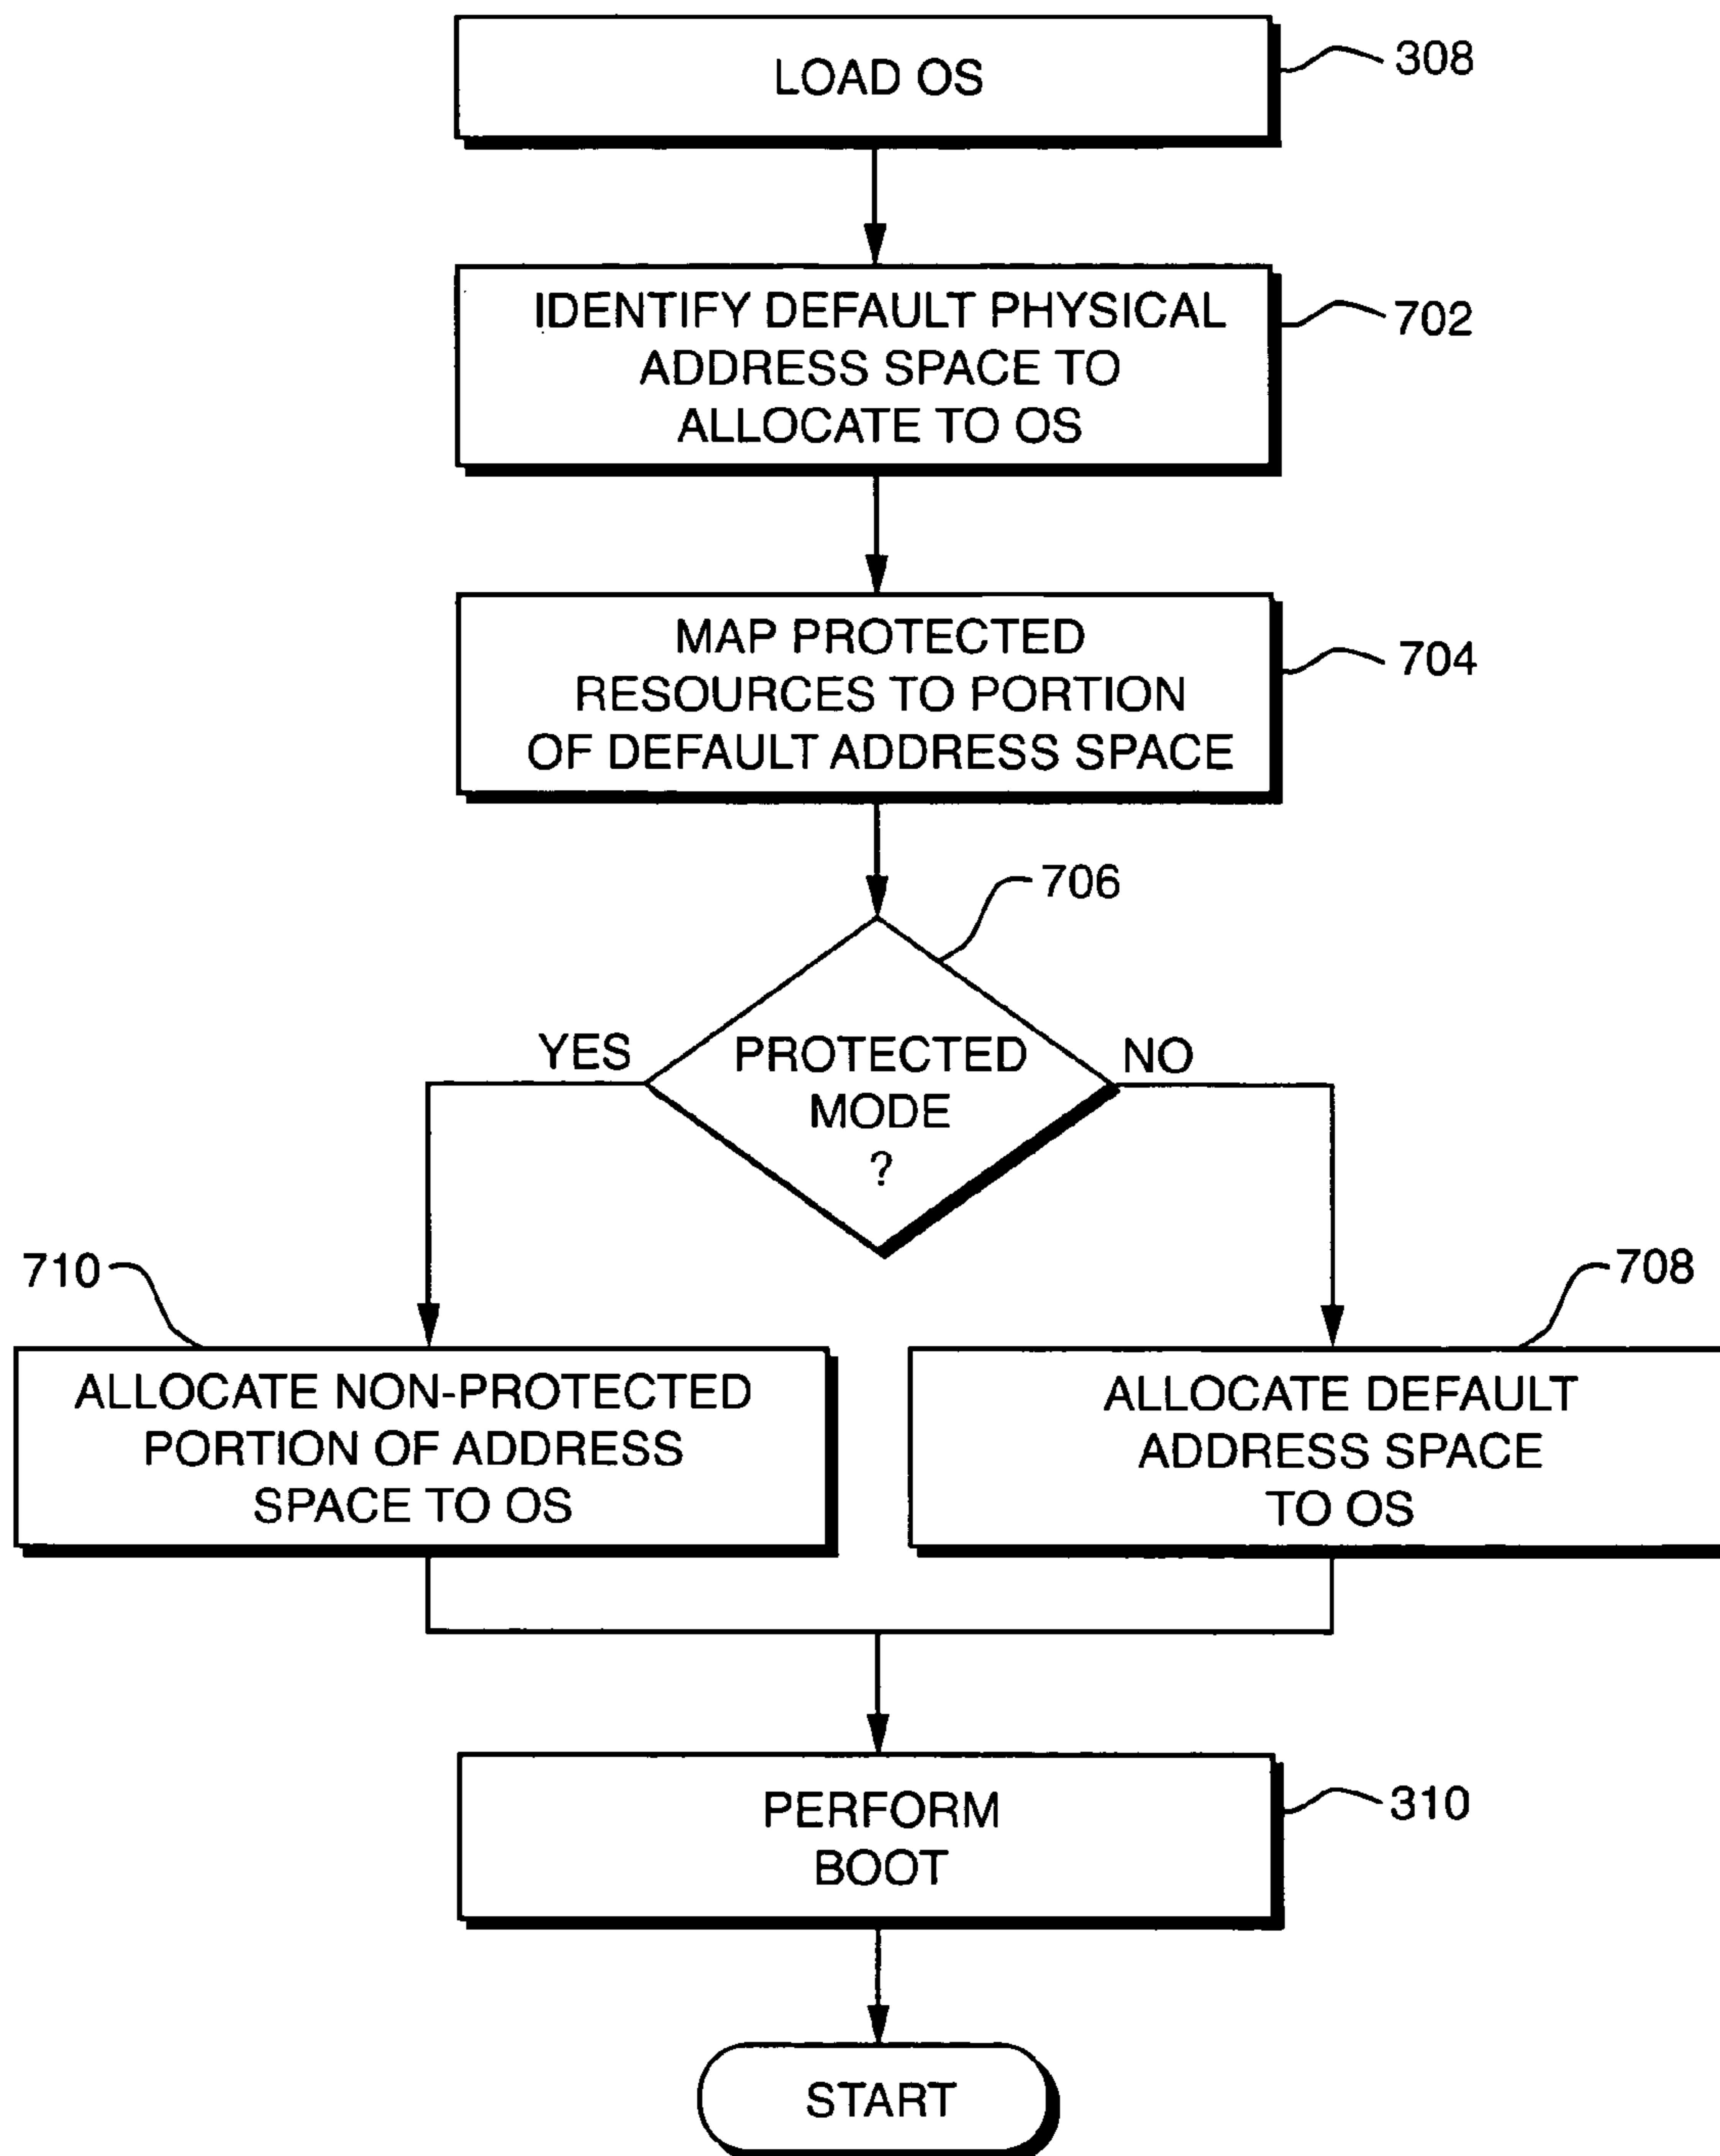 LOAD OS
308
IDENTIFY DEFAULT PHYSICAL
ADDRESS SPACE TO
ALLOCATE TO OS
702
MAP PROTECTED
RESOURCES TO PORTION
OF DEFAULT ADDRESS SPACE
704
706
YES
PROTECTED
MODE
?
NO
710
708
ALLOCATE NON-PROTECTED
PORTION OF ADDRESS
SPACE TO OS
ALLOCATE DEFAULT
ADDRESS SPACE
TO OS
PERFORM
BOOT
310
START